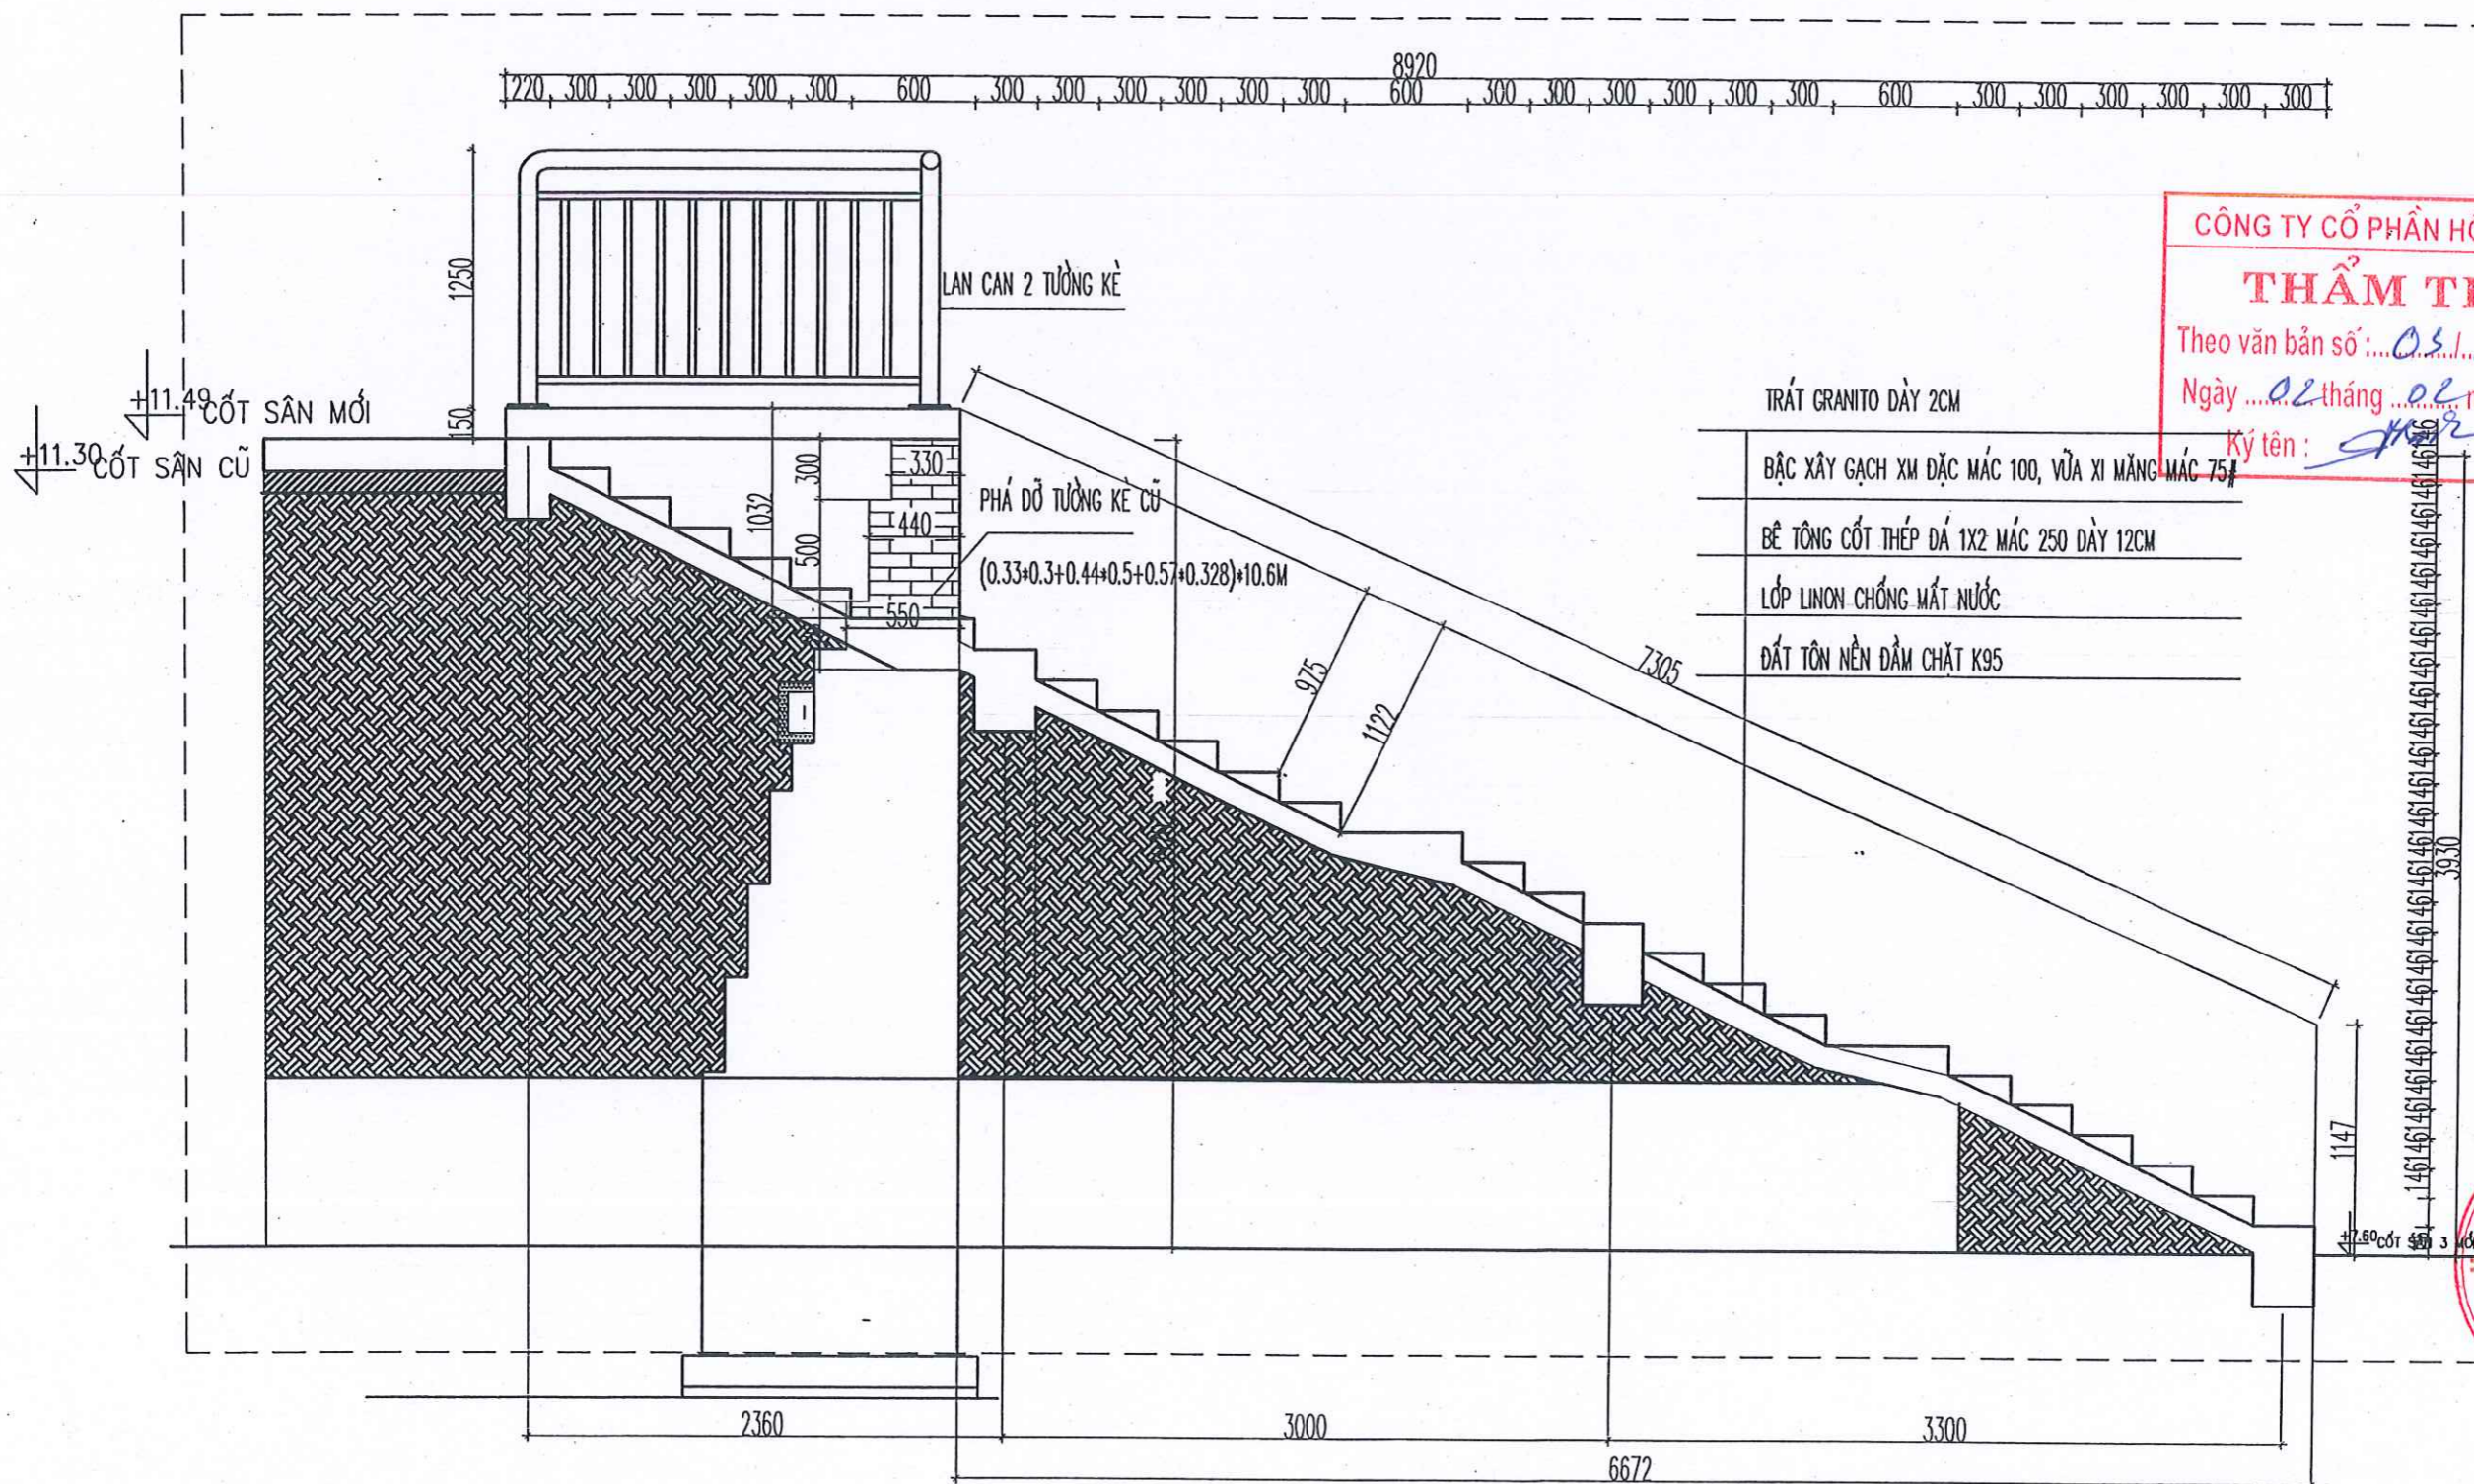 8920
220 300 300 300 300 300 600 300 300 300 300 300 300 600 300 300 300 300 300 300 600 300 300 300 300 300 300
1250
150
LAN CAN 2 TƯỜNG KÈ
+11.49 CỐT SÂN MỚI
+11.30 CỐT SÂN CŨ
CÔNG TY CỔ PHẦN
THẨM
Theo văn bản số :....03./..
Ngày ....02 tháng ..02
Ký tên :
TRÁT GRANITO DÀY 2CM
BẬC XÂY GẠCH XM ĐẶC MÁC 100, VỮA XI MĂNG MÁC 75#
BÊ TÔNG CỐT THÉP ĐÁ 1X2 MÁC 250 DÀY 12CM
LỚP LINON CHỐNG MẤT NƯỚC
ĐẤT TÔN NỀN ĐẦM CHẶT K95
1032
300
500
330
440
550
PHÁ DỠ TƯỜNG KÈ CŨ
(0.33*0.3+0.44*0.5+0.57*0.328)*10.6M
975
1122
7305
3930
1147
+7.60 CỐT SÂN 3
2360
3000
3300
6672